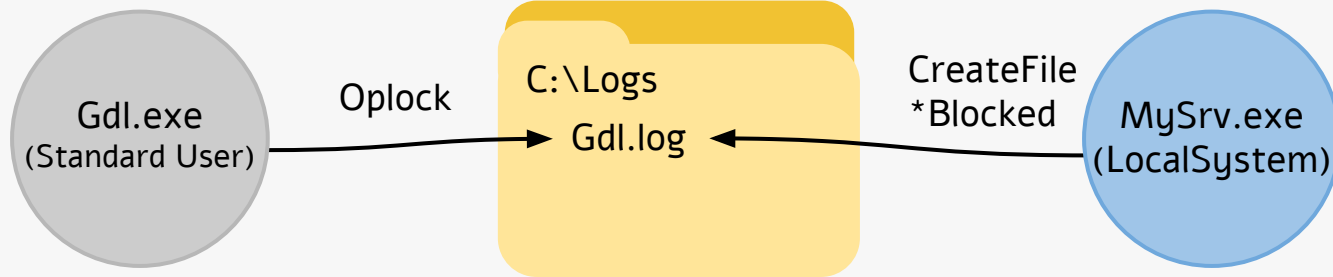 Gdl.exe
(Standard User)
Oplock
C:\Logs
Gdl.log
CreateFile
*Blocked
MySrv.exe
(LocalSystem)